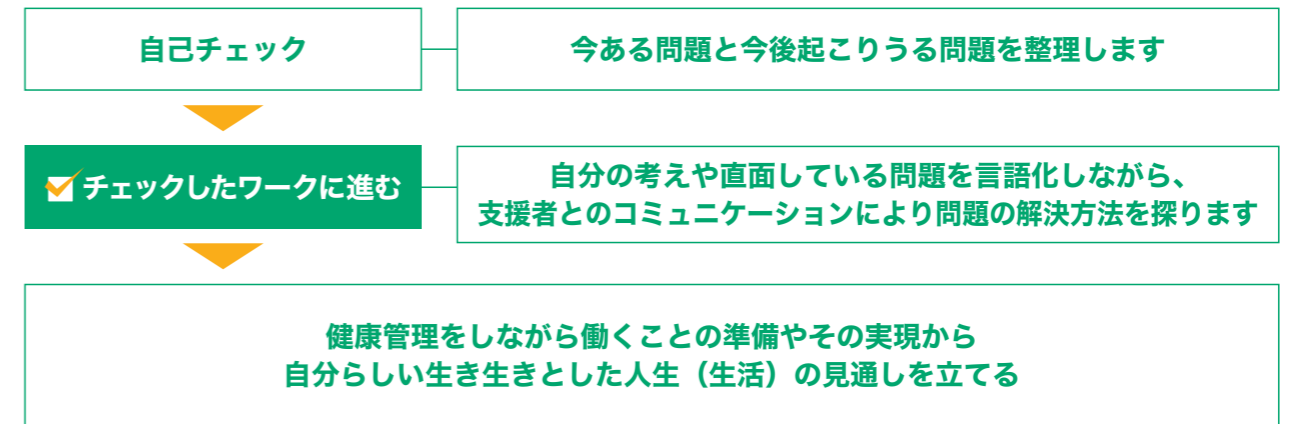 自己チェック
今ある問題と今後起こりうる問題を整理します
チェックしたワークに進む
自分の考えや直面している問題を言語化しながら、
支援者とのコミュニケーションにより問題の解決方法を探ります
健康管理をしながら働くことの準備やその実現から
自分らしい生き生きとした人生（生活）の見通しを立てる